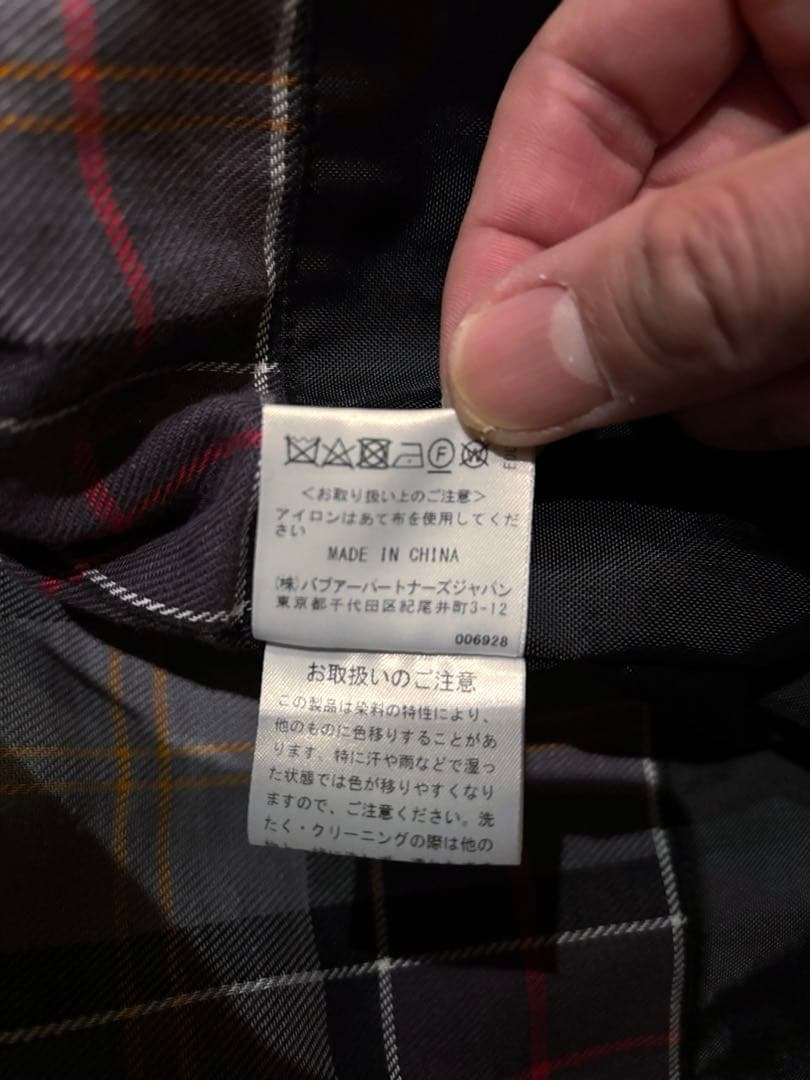 F W
<お取り扱い上のご注意>
アイロンはあて布を使用してくだ
さい
MADE IN CHINA
(株)バブアーパートナーズジャパン
東京都千代田区紀尾井町3-12
006928
お取扱いのご注意
この製品は染料の特性により、
他のものに色移りすることがあ
ります。特に汗や雨などで湿っ
た状態では色が移りやすくなり
ますので、ご注意ください。洗
たく・クリーニングの際は他の